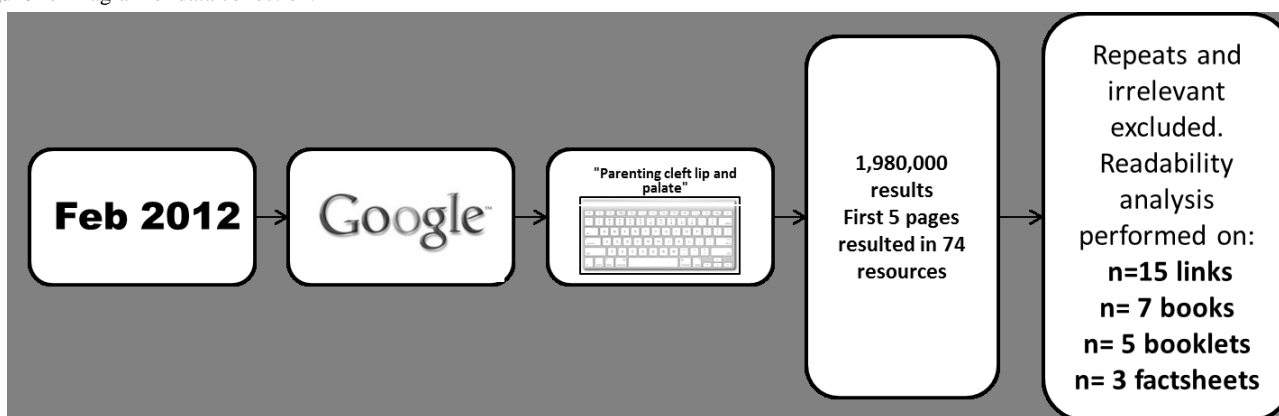 Feb 2012
Google™
"Parenting cleft lip and
palate"
1,980,000
results
First 5 pages
resulted in 74
resources
Repeats and
irrelevant
excluded.
Readability
analysis
performed on:
n=15 links
n= 7 books
n= 5 booklets
n= 3 factsheets